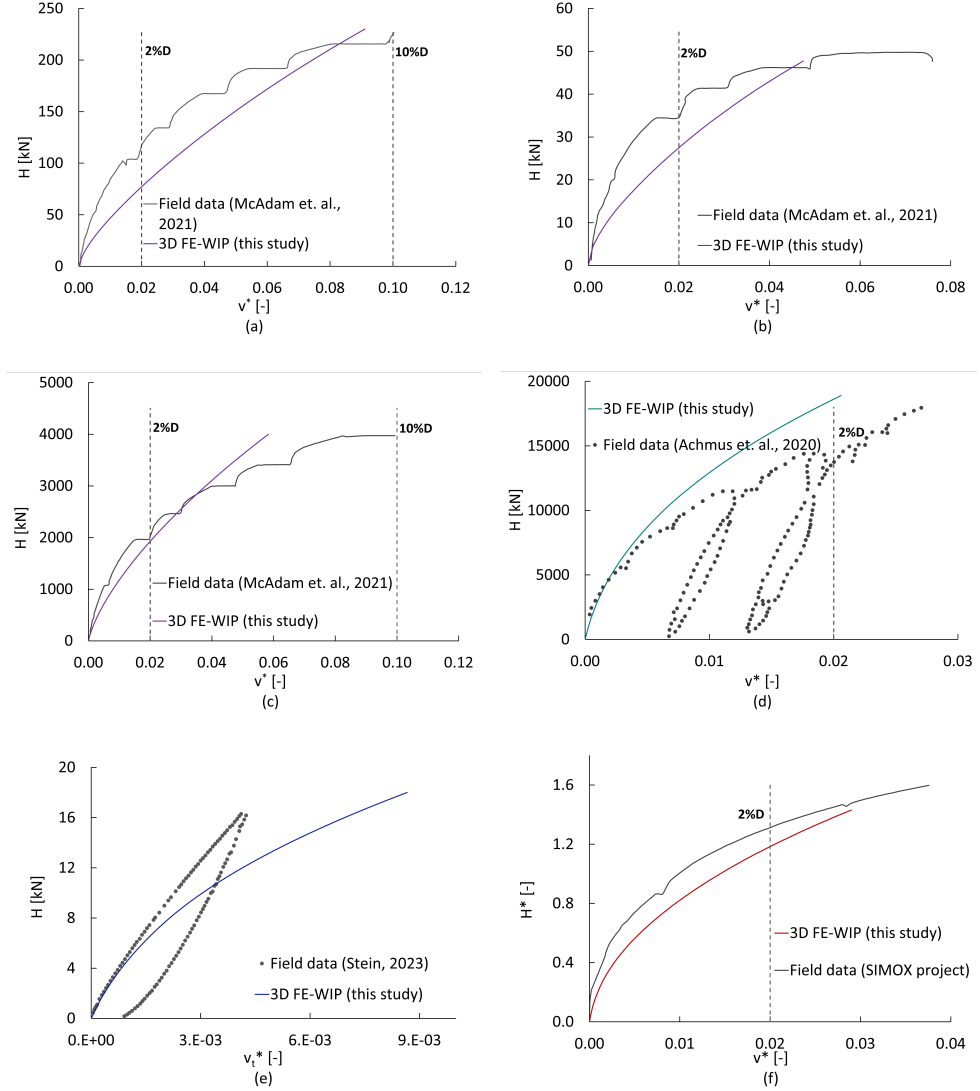 250
200
150
100
50
0
H [kN]
2%D
10%D
Field data (McAdam et. al.,
2021)
3D FE-WIP (this study)
0.00 0.02 0.04 0.06 0.08 0.10 0.12
v* [-]
(a)
60
50
40
30
20
10
0
H [kN]
2%D
Field data (McAdam et. al., 2021)
3D FE-WIP (this study)
0.00 0.02 0.04 0.06 0.08
v* [-]
(b)
5000
4000
3000
2000
1000
0
H [kN]
2%D
10%D
Field data (McAdam et. al., 2021)
3D FE-WIP (this study)
0.00 0.02 0.04 0.06 0.08 0.10 0.12
v* [-]
(c)
20000
15000
10000
5000
0
H [kN]
3D FE-WIP (this study)
2%D
Field data (Achmus et. al., 2020)
0.00 0.01 0.02 0.03
v* [-]
(d)
20
16
12
8
4
0
H [kN]
Field data (Stein, 2023)
3D FE-WIP (this study)
0.E+00 3.E-03 6.E-03 9.E-03
vt* [-]
(e)
1.6
1.2
0.8
0.4
0.0
H* [-]
2%D
3D FE-WIP (this study)
Field data (SIMOX project)
0.00 0.01 0.02 0.03 0.04
v* [-]
(f)